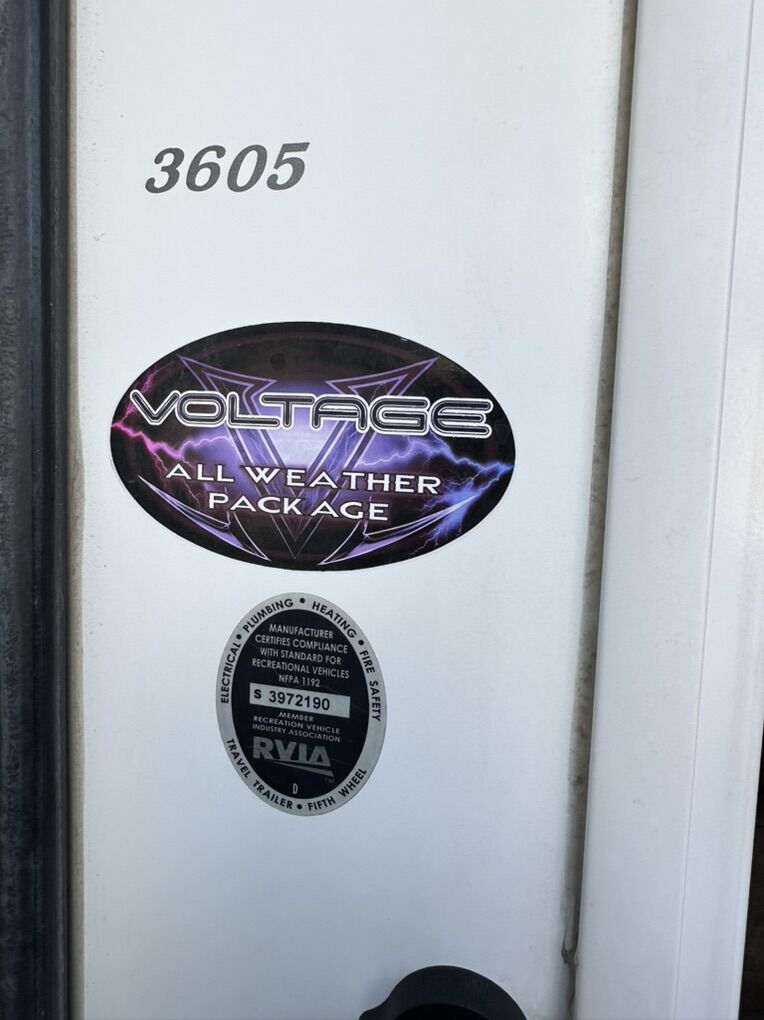 3605
VOLTAGE
ALL WEATHER
PACKAGE
ELECTRICAL • PLUMBING • HEATING • FIRE SAFETY
MANUFACTURER
CERTIFIES COMPLIANCE
WITH STANDARD FOR
RECREATIONAL VEHICLES
NFPA 1192
S 3972190
MEMBER
RECREATION VEHICLE
INDUSTRY ASSOCIATION
RVIA
TM
D
TRAVEL TRAILER • FIFTH WHEEL